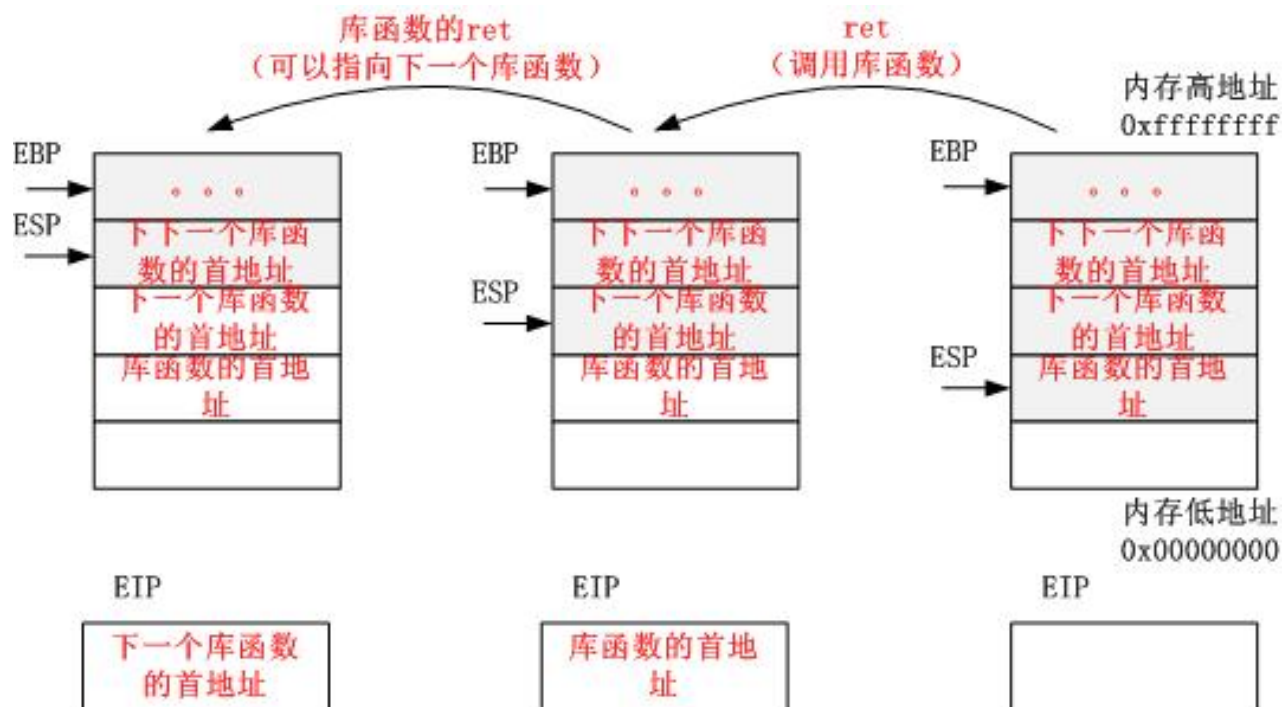 库函数的ret
（可以指向下一个库函数）
ret
（调用库函数）
内存高地址
0xffffffff
EBP
ESP
。。。
下下一个库函
数的首地址
下一个库函数
的首地址
库函数的首地
址
EBP
ESP
。。。
下下一个库函
数的首地址
下一个库函数
的首地址
库函数的首地
址
EBP
ESP
。。。
下下一个库函
数的首地址
下一个库函数
的首地址
库函数的首地
址
内存低地址
0x00000000
EIP
下一个库函数
的首地址
EIP
库函数的首地
址
EIP